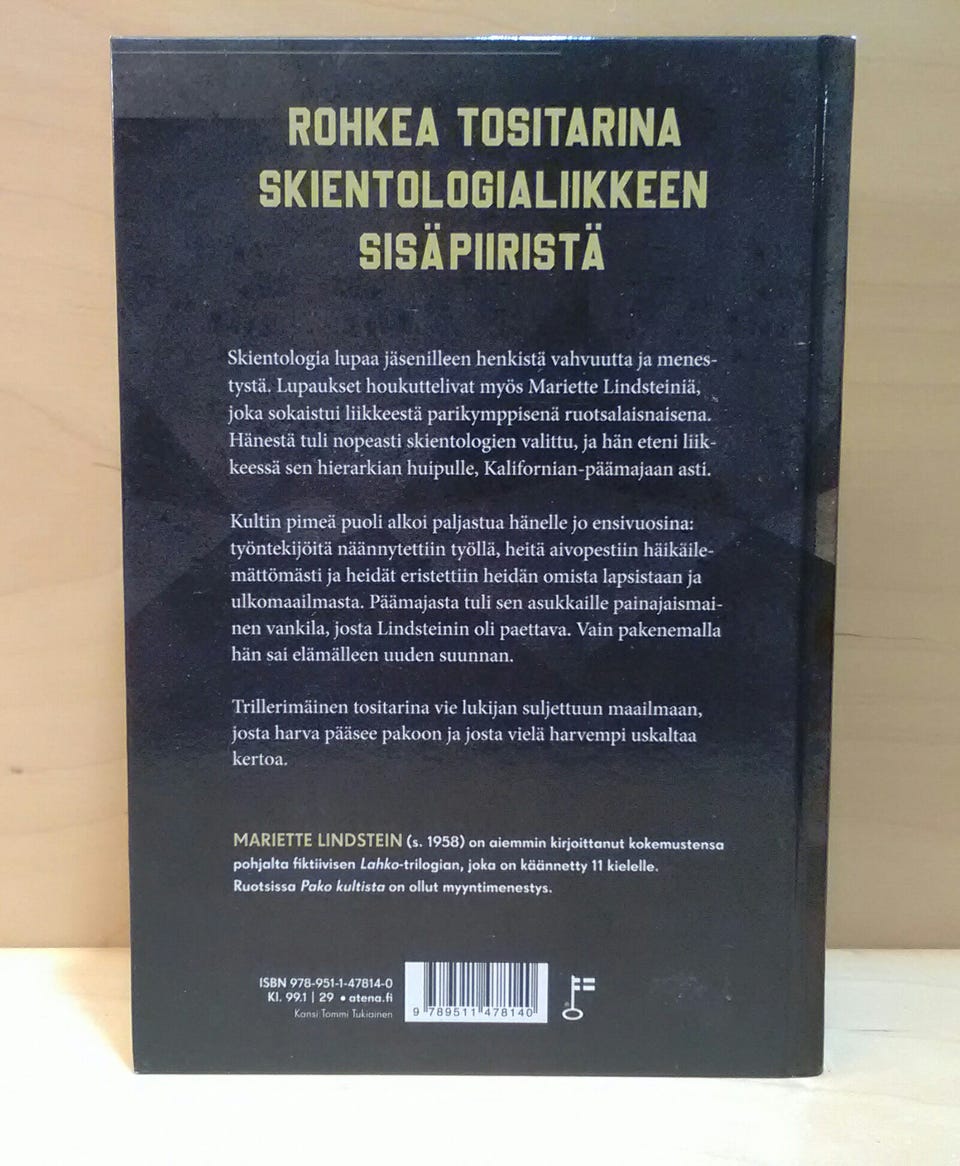 ROHKEA TOSITARINA
SKIENTOLOGIALIIKKEEN
SISÄPIIRISTÄ
Skientologia lupaa jäsenilleen henkistä vahvuutta ja menes-
tystä. Lupaukset houkuttelivat myös Mariette Lindsteiniä,
joka sokaistui liikkeestä parikymppisenä ruotsalaisnaisena.
Hänestä tuli nopeasti skientologien valittu, ja hän eteni liik-
keessä sen hierarkian huipulle, Kalifornian-päämajaan asti.
Kultin pimeä puoli alkoi paljastua hänelle jo ensivuosina:
työntekijöitä näännytettiin työllä, heitä aivopestiin häikäile-
mättömästi ja heidät eristettiin heidän omista lapsistaan ja
ulkomaailmasta. Päämajasta tuli sen asukkaille painajaismai-
nen vankila, josta Lindsteinin oli paettava. Vain pakenemalla
hän sai elämälleen uuden suunnan.
Trillerimäinen tositarina vie lukijan suljettuun maailmaan,
josta harva pääsee pakoon ja josta vielä harvempi uskaltaa
kertoa.
MARIETTE LINDSTEIN (s. 1958) on aiemmin kirjoittanut kokemustensa
pohjalta fiktiivisen Lahko-trilogian, joka on käännetty 11 kielelle.
Ruotsissa Pako kultista on ollut myyntimenestys.
ISBN 978-951-1-47814-0
Kl. 99.1 | 29 • atena.fi
Kansi Tommi Tukiainen
9 789511 478140